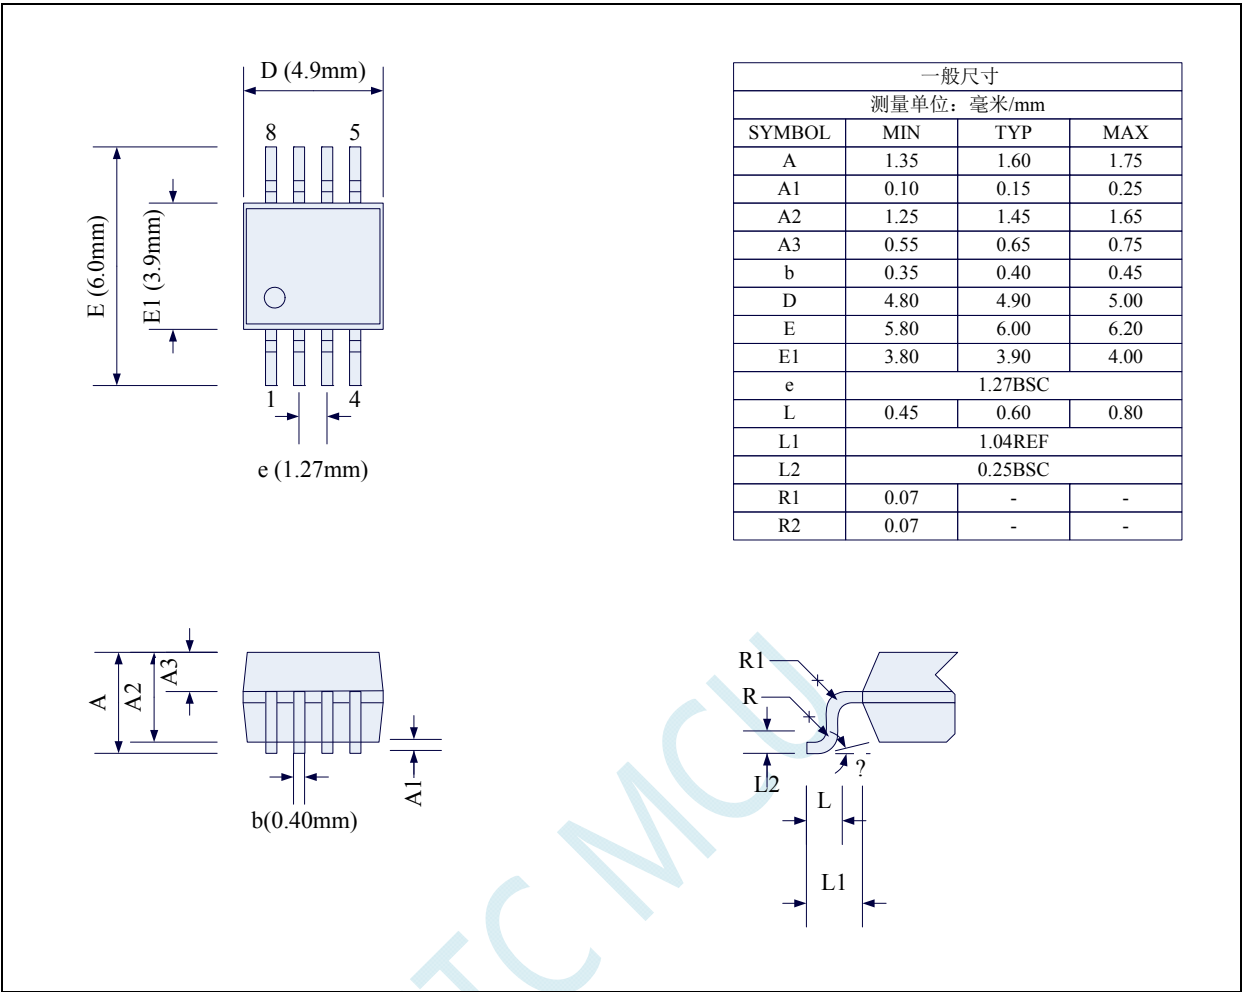 D (4.9mm)
8 5
E (6.0mm)
E1 (3.9mm)
1 4
e (1.27mm)
一般尺寸
测量单位：毫米/mm
SYMBOL MIN TYP MAX
A 1.35 1.60 1.75
A1 0.10 0.15 0.25
A2 1.25 1.45 1.65
A3 0.55 0.65 0.75
b 0.35 0.40 0.45
D 4.80 4.90 5.00
E 5.80 6.00 6.20
E1 3.80 3.90 4.00
e 1.27BSC
L 0.45 0.60 0.80
L1 1.04REF
L2 0.25BSC
R1 0.07 - -
R2 0.07 - -
A
A2
A3
A1
b(0.40mm)
R1
R
L2
?
L
L1
TC MCU